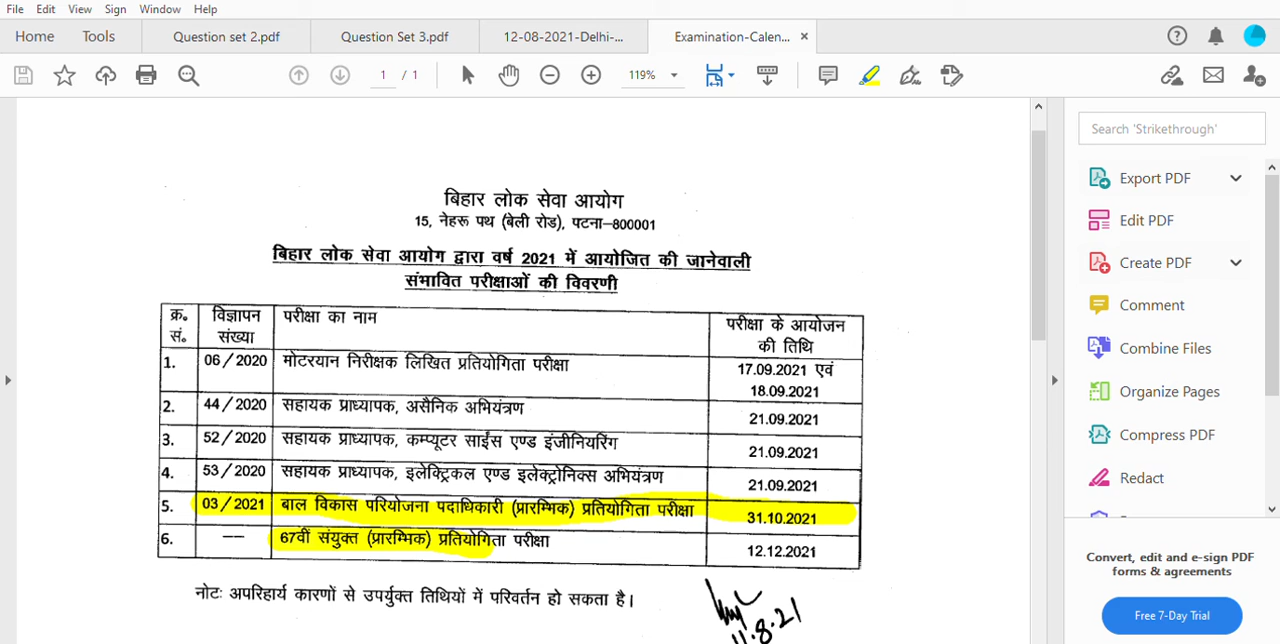 File Edit View Sign Window Help
Home Tools Question set 2.pdf Question Set 3.pdf 12-08-2021-Delhi-... Examination-Calen... ×
1 / 1 119%
Search 'Strikethrough'
Export PDF
Edit PDF
Create PDF
Comment
Combine Files
Organize Pages
Compress PDF
Redact
Convert, edit and e-sign PDF
forms & agreements
Free 7-Day Trial
बिहार लोक सेवा आयोग
15, नेहरू पथ (बेली रोड), पटना–800001
बिहार लोक सेवा आयोग द्वारा वर्ष 2021 में आयोजित की जानेवाली
संभावित परीक्षाओं की विवरणी
क्र॰ सं॰ विज्ञापन संख्या परीक्षा का नाम परीक्षा के आयोजन की तिथि
1. 06/2020 मोटरयान निरीक्षक लिखित प्रतियोगिता परीक्षा 17.09.2021 एवं 18.09.2021
2. 44/2020 सहायक प्राध्यापक, असैनिक अभियंत्रण 21.09.2021
3. 52/2020 सहायक प्राध्यापक, कम्प्यूटर साईंस एण्ड इंजीनियरिंग 21.09.2021
4. 53/2020 सहायक प्राध्यापक, इलेक्ट्रिकल एण्ड इलेक्ट्रोनिक्स अभियंत्रण 21.09.2021
5. 03/2021 बाल विकास परियोजना पदाधिकारी (प्रारम्भिक) प्रतियोगिता परीक्षा 31.10.2021
6. –– 67वीं संयुक्त (प्रारम्भिक) प्रतियोगिता परीक्षा 12.12.2021
नोटः अपरिहार्य कारणों से उपर्युक्त तिथियों में परिवर्तन हो सकता है।
11.8.21